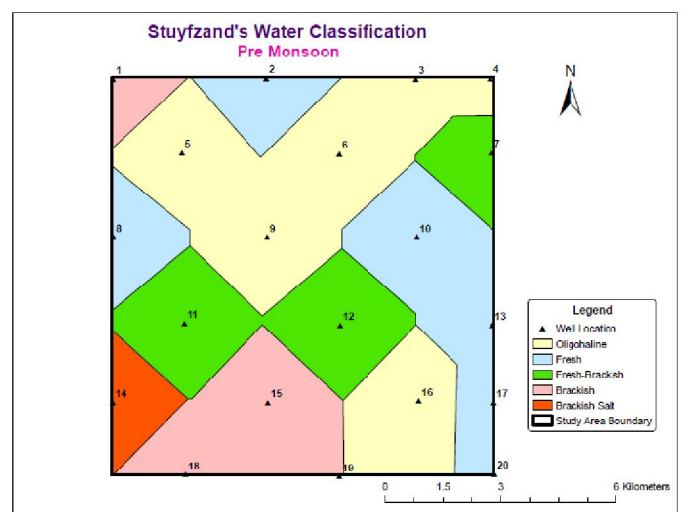 Stuyfzand's Water Classification
Pre Monsoon
1
2
3
4
N
5
6
7
8
9
10
11
12
13
14
15
16
17
18
19
20
Legend
Well Location
Oligohaline
Fresh
Fresh-Brackish
Brackish
Brackish Salt
Study Area Boundary
0 1.5 3 6 Kilometers